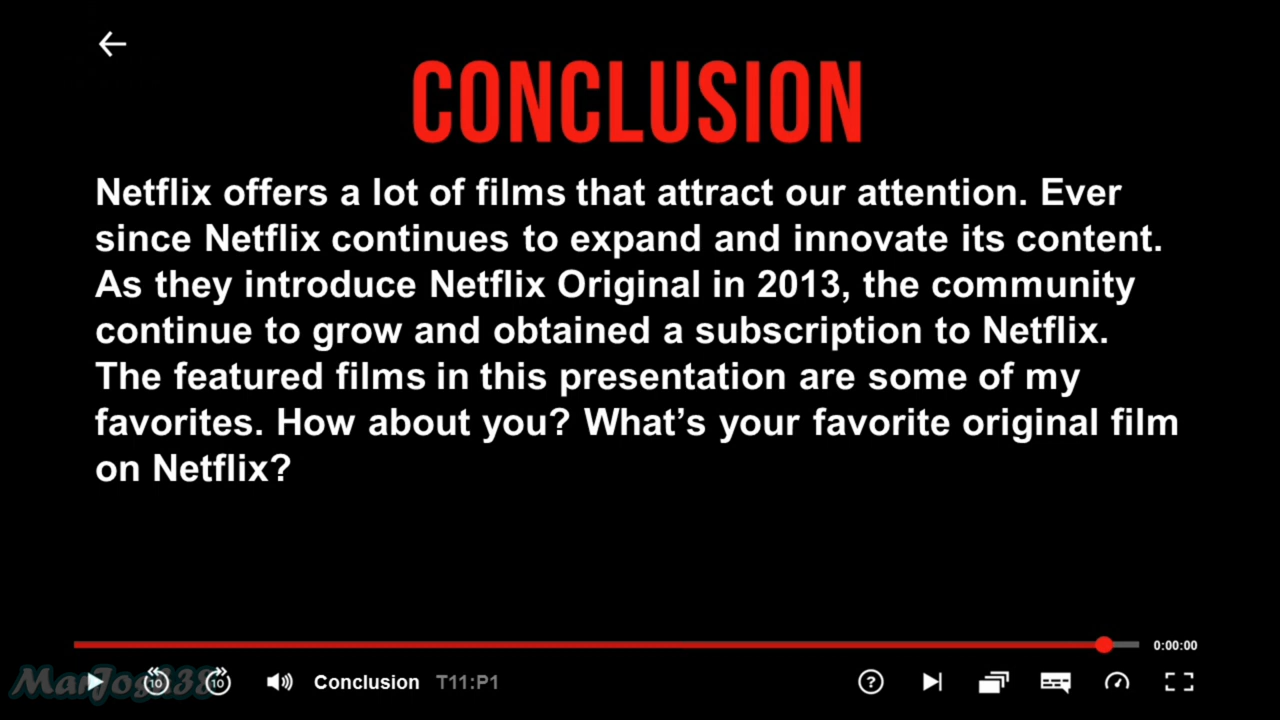 CONCLUSION
Netflix offers a lot of films that attract our attention. Ever
since Netflix continues to expand and innovate its content.
As they introduce Netflix Original in 2013, the community
continue to grow and obtained a subscription to Netflix.
The featured films in this presentation are some of my
favorites. How about you? What’s your favorite original film
on Netflix?
0:00:00
10 10 Conclusion T11:P1 ?